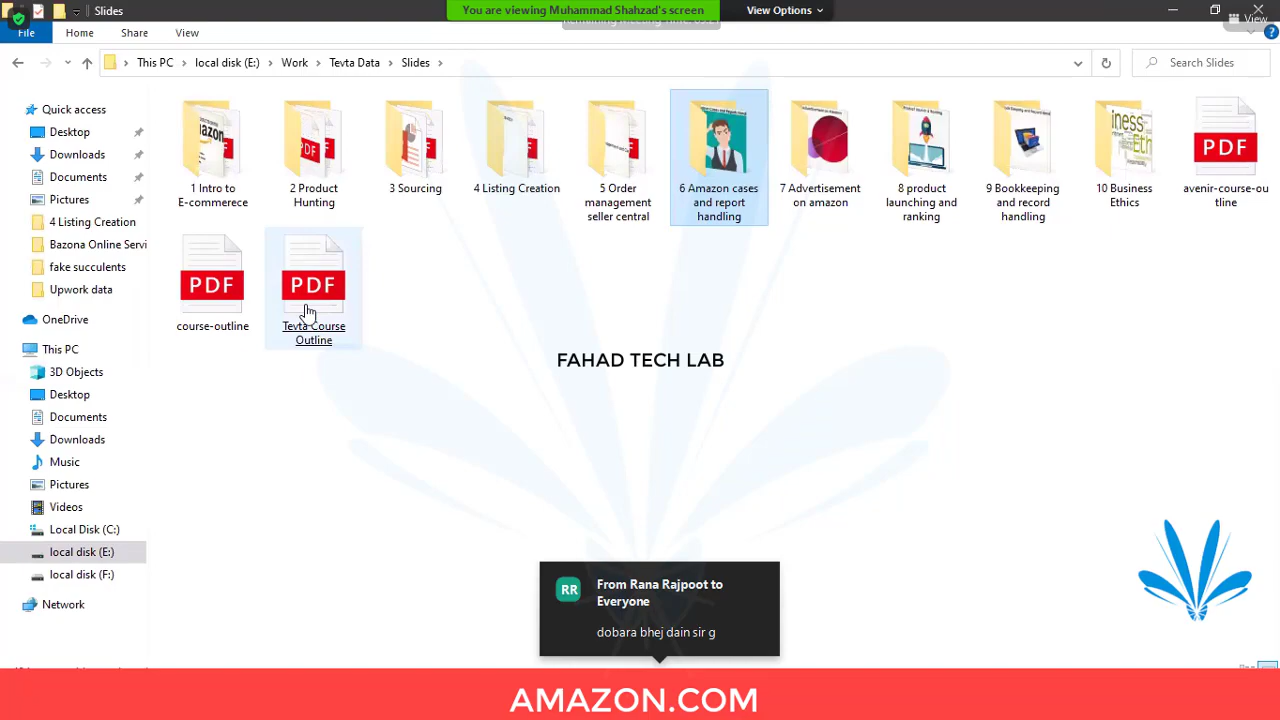 Slides
You are viewing Muhammad Shahzad's screen
View Options
View
File
Home
Share
View
This PC
local disk (E:)
Work
Tevta Data
Slides
Search Slides
Quick access
Desktop
Downloads
Documents
Pictures
4 Listing Creation
Bazona Online Servi
fake succulents
Upwork data
OneDrive
This PC
3D Objects
Desktop
Documents
Downloads
Music
Pictures
Videos
Local Disk (C:)
local disk (E:)
local disk (F:)
Network
1 Intro to
E-commerece
2 Product
Hunting
3 Sourcing
4 Listing Creation
5 Order
management
seller central
6 Amazon cases
and report
handling
7 Advertisement
on amazon
8 product
launching and
ranking
9 Bookkeeping
and record
handling
10 Business
Ethics
PDF
avenir-course-ou
tline
PDF
course-outline
PDF
Tevta Course
Outline
FAHAD TECH LAB
RR
From Rana Rajpoot to
Everyone
dobara bhej dain sir g
AMAZON.COM